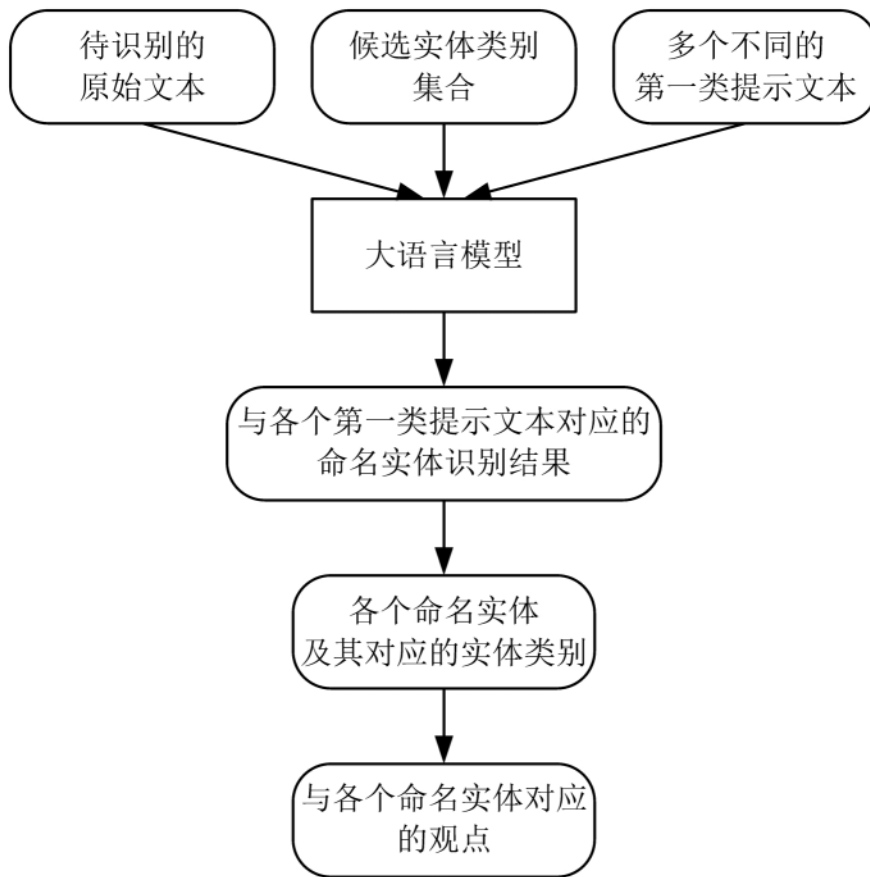 待识别的
原始文本
候选实体类别
集合
多个不同的
第一类提示文本
大语言模型
与各个第一类提示文本对应的
命名实体识别结果
各个命名实体
及其对应的实体类别
与各个命名实体对应
的观点